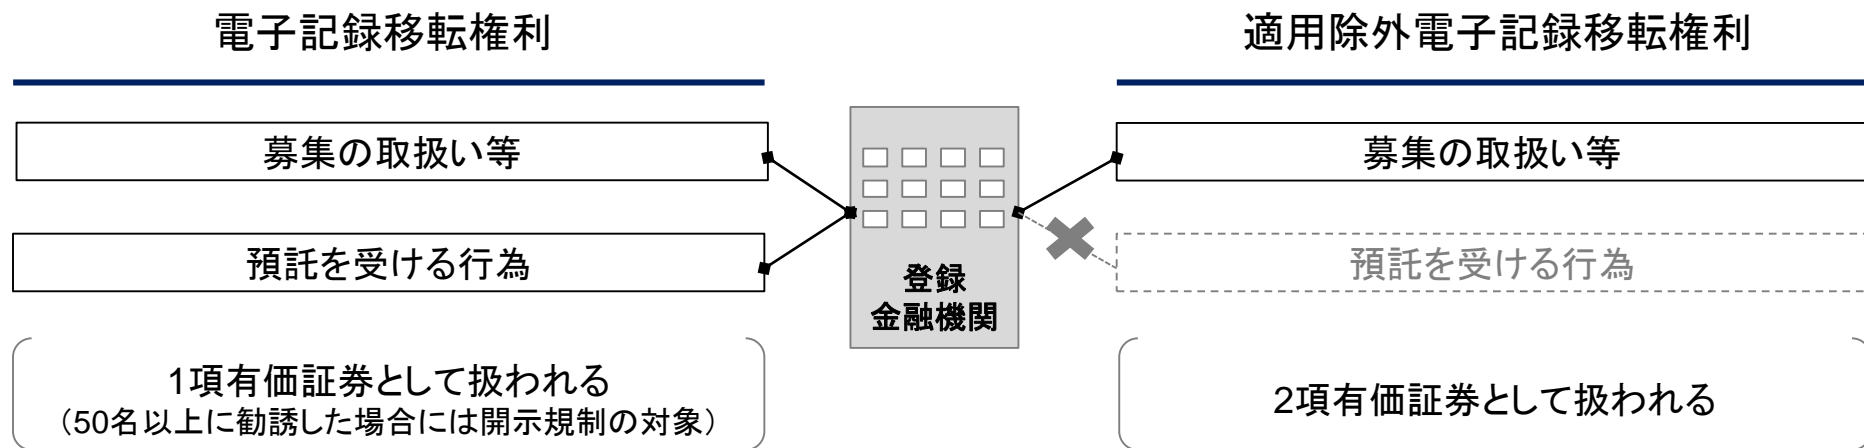 電子記録移転権利
募集の取扱い等
預託を受ける行為
1項有価証券として扱われる
（50名以上に勧誘した場合には開示規制の対象）
登録
金融機関
適用除外電子記録移転権利
募集の取扱い等
預託を受ける行為
2項有価証券として扱われる